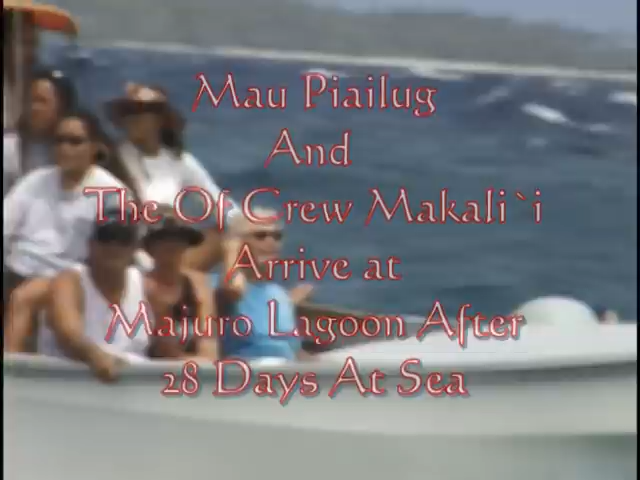 Mau Piailug
And
The Of Crew Makali`i
Arrive at
Majuro Lagoon After
28 Days At Sea